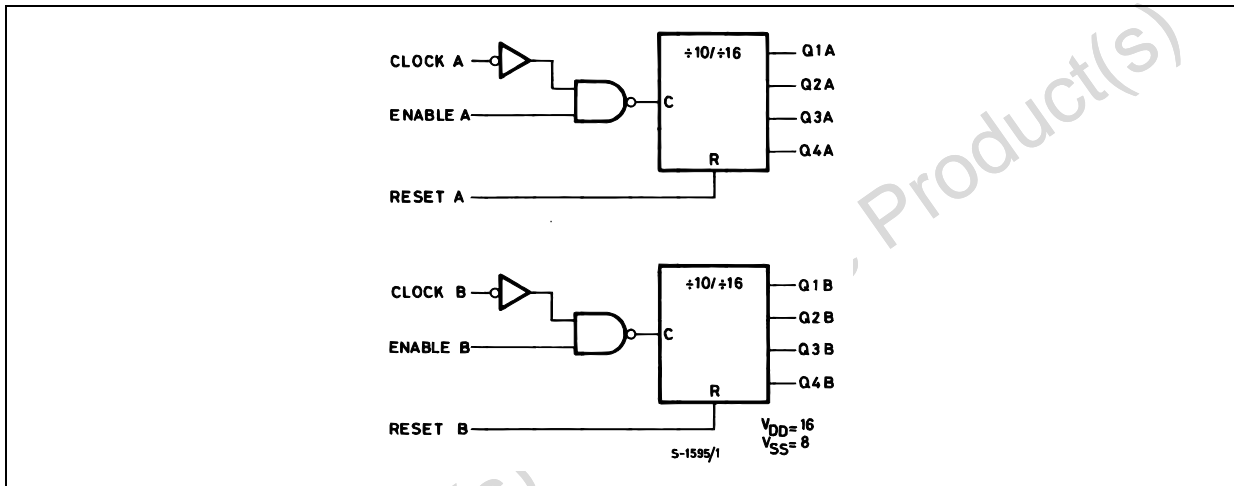 CLOCK A
ENABLE A
RESET A
÷10/÷16
C
R
Q1A
Q2A
Q3A
Q4A
CLOCK B
ENABLE B
RESET B
÷10/÷16
C
R
Q1B
Q2B
Q3B
Q4B
VDD=16
VSS=8
S-1595/1
Product(s)